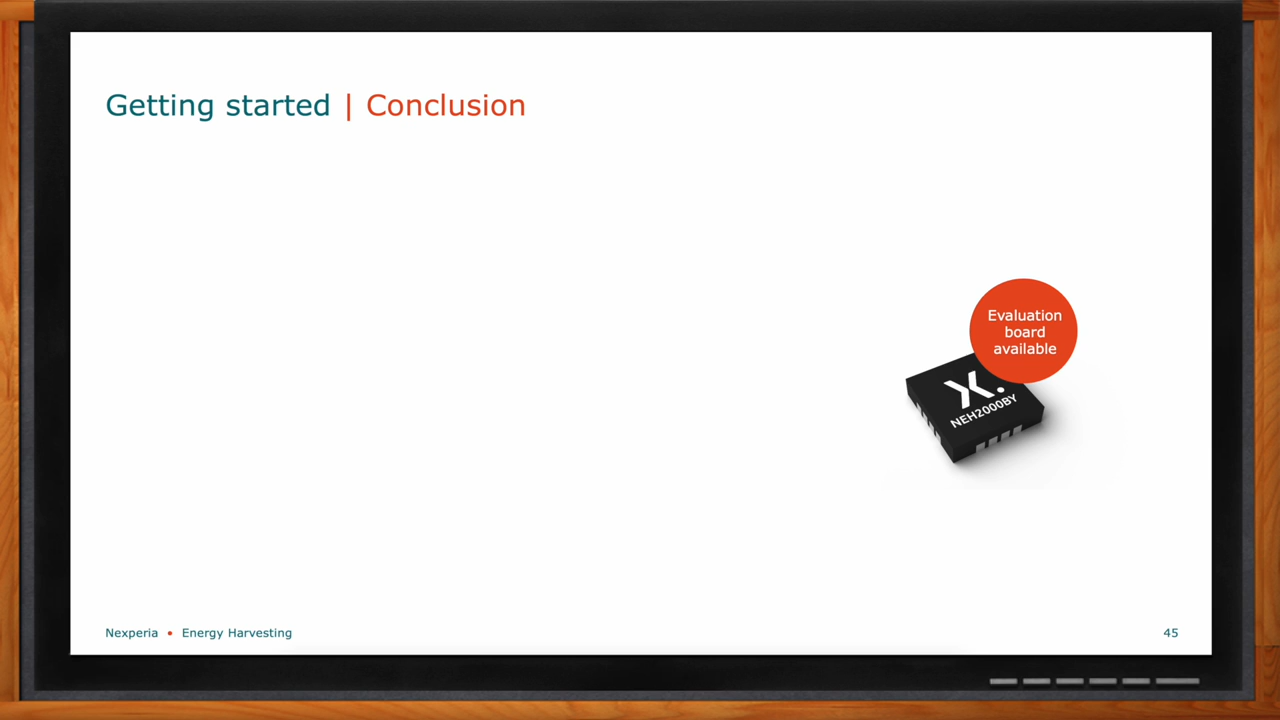 Getting started | Conclusion
Evaluation
board
available
NEH2000BY
Nexperia • Energy Harvesting
45